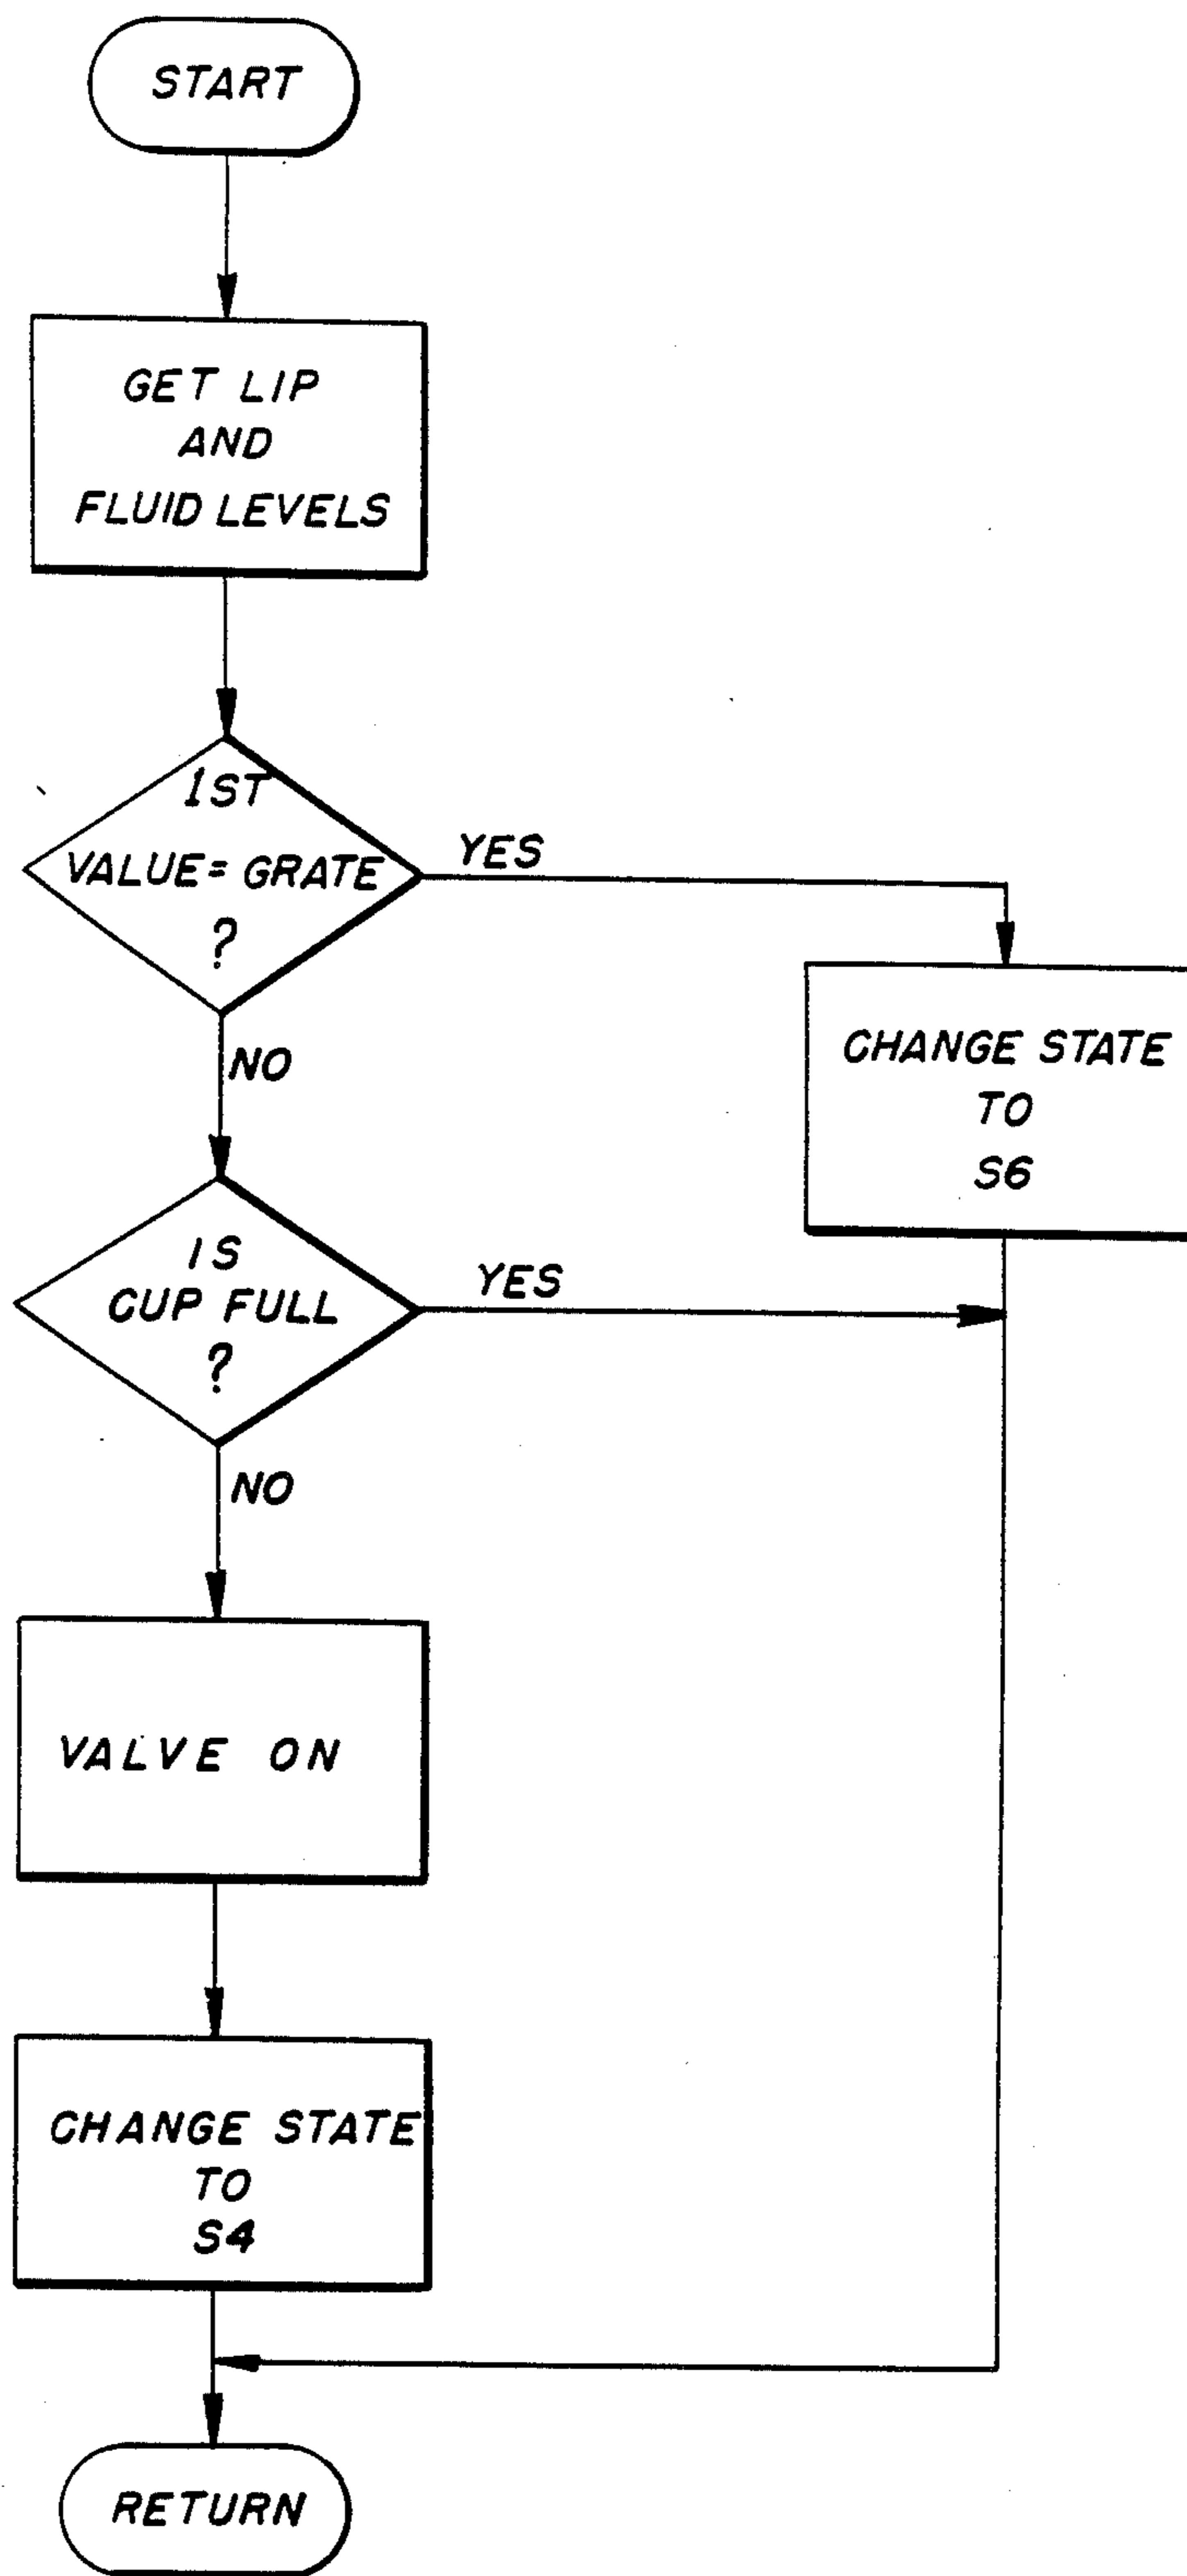 START
GET LIP
AND
FLUID LEVELS
1ST
VALUE= GRATE
?
YES
NO
CHANGE STATE
TO
S6
IS
CUP FULL
?
YES
NO
VALVE ON
CHANGE STATE
TO
S4
RETURN